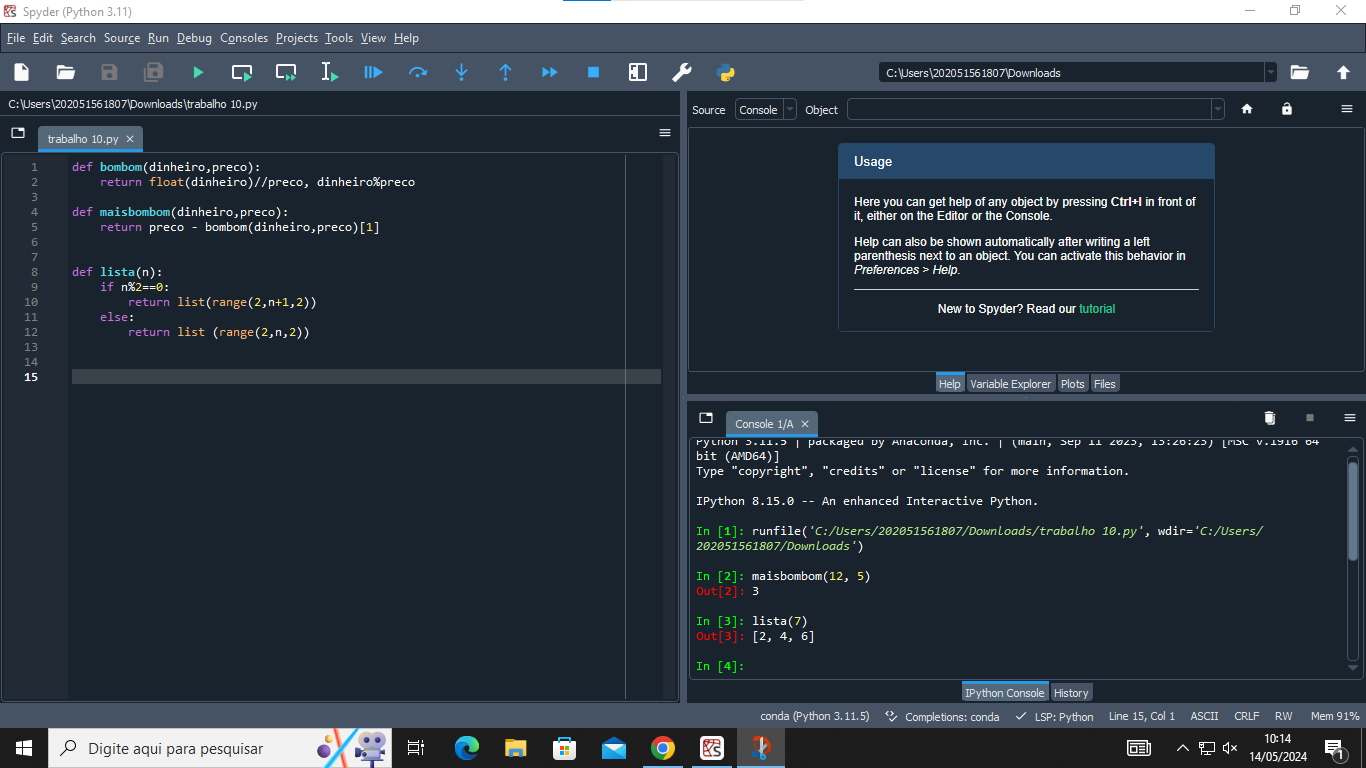 Spyder (Python 3.11)
File Edit Search Source Run Debug Consoles Projects Tools View Help
C:\Users\202051561807\Downloads
C:\Users\202051561807\Downloads\trabalho 10.py
trabalho 10.py
1 def bombom(dinheiro,preco):
2 return float(dinheiro)//preco, dinheiro%preco
3
4 def maisbombom(dinheiro,preco):
5 return preco - bombom(dinheiro,preco)[1]
6
7
8 def lista(n):
9 if n%2==0:
10 return list(range(2,n+1,2))
11 else:
12 return list (range(2,n,2))
13
14
15
Source Console Object
Usage
Here you can get help of any object by pressing Ctrl+I in front of
it, either on the Editor or the Console.
Help can also be shown automatically after writing a left
parenthesis next to an object. You can activate this behavior in
Preferences > Help.
New to Spyder? Read our tutorial
Help Variable Explorer Plots Files
Console 1/A
Python 3.11.5 | packaged by Anaconda, Inc. | (main, Sep 11 2023, 13:26:23) [MSC v.1916 64
bit (AMD64)]
Type "copyright", "credits" or "license" for more information.
IPython 8.15.0 -- An enhanced Interactive Python.
In [1]: runfile('C:/Users/202051561807/Downloads/trabalho 10.py', wdir='C:/Users/
202051561807/Downloads')
In [2]: maisbombom(12, 5)
Out[2]: 3
In [3]: lista(7)
Out[3]: [2, 4, 6]
In [4]:
IPython Console History
conda (Python 3.11.5) Completions: conda LSP: Python Line 15, Col 1 ASCII CRLF RW Mem 91%
Digite aqui para pesquisar
10:14
14/05/2024
1